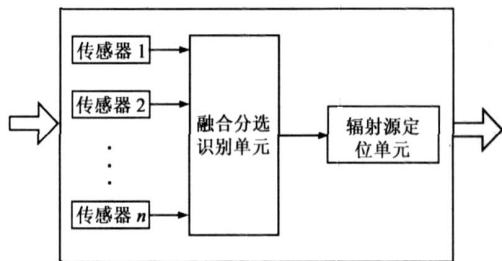 传感器 1
传感器 2
传感器 n
融合分选
识别单元
辐射源定
位单元